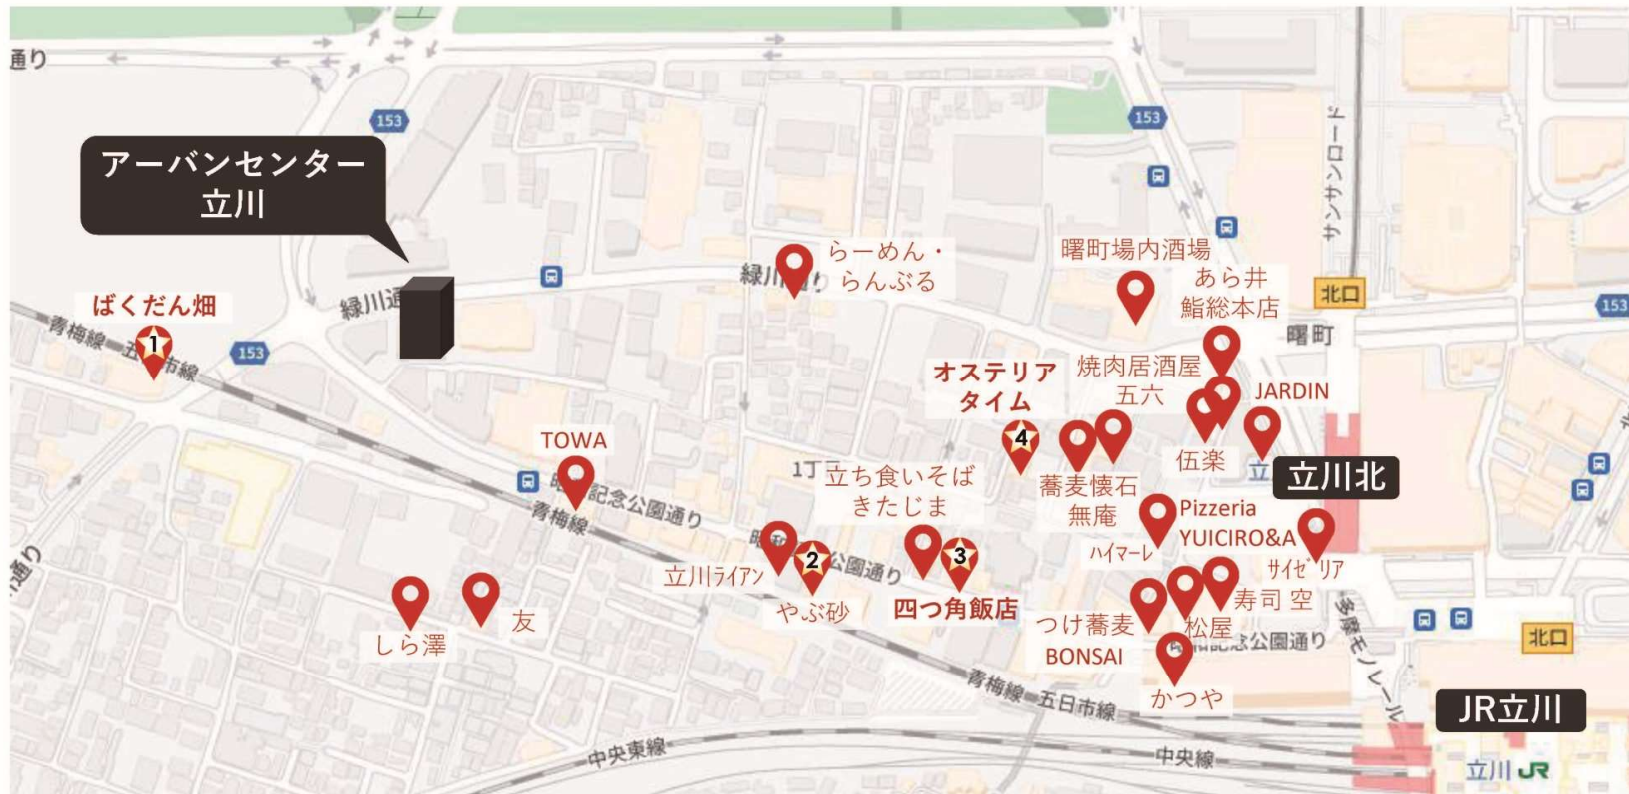 通り
153
153
サンサンロード
アーバンセンター
立川
らーめん・
らんぶる
緑川通り
曙町場内酒場
あら井
鮨総本店
北口
153
曙町
緑川通
ばくだん畑
1
青梅線・五日市線
153
オステリア
タイム
4
焼肉居酒屋
五六
JARDIN
伍楽
立川北
TOWA
1丁
立ち食いそば
きたじま
蕎麦懐石
無庵
Pizzeria
YUICIRO&A
ハイマーレ
サイゼリア
昭和記念公園通り
青梅線
昭和記念公園通り
立川ライアン
2
やぶ砂
3
四つ角飯店
しら澤
友
つけ蕎麦
BONSAI
松屋
寿司 空
昭和記念公園通り
かつや
多摩モノレール
北口
JR立川
青梅線・五日市線
中央東線
中央線
立川 JR